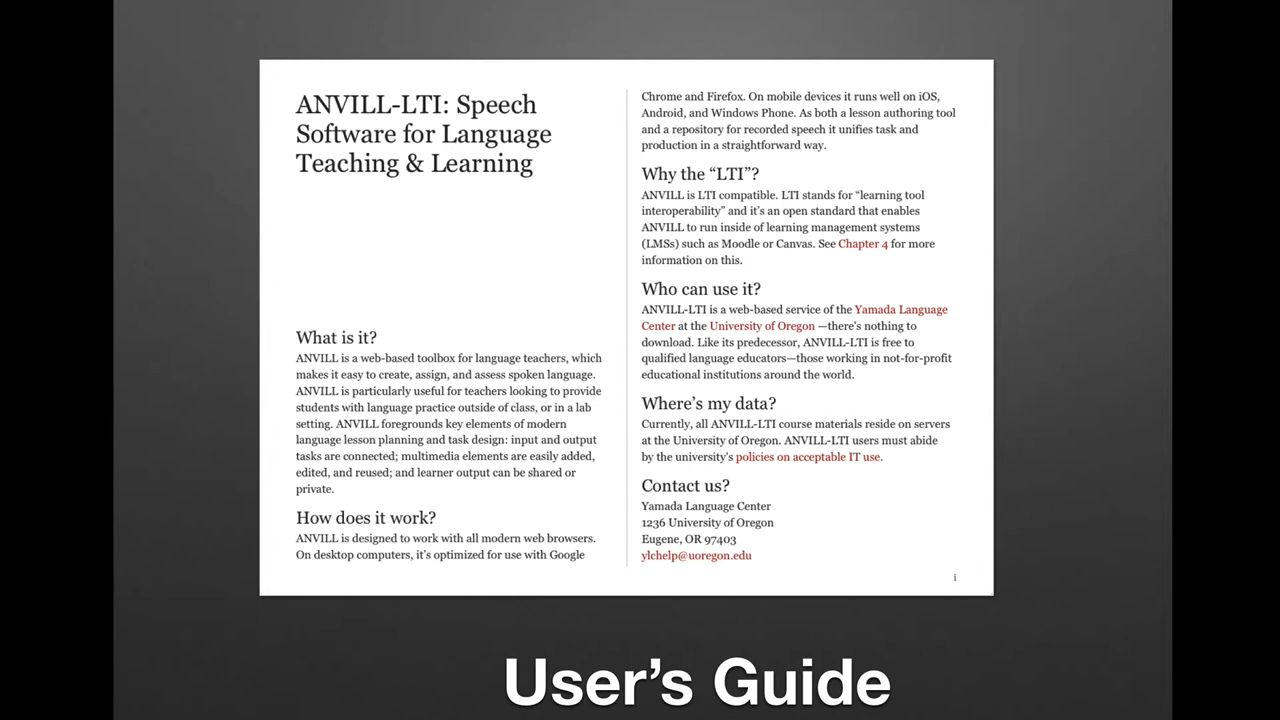 ANVILL-LTI: Speech
Software for Language
Teaching & Learning
What is it?
ANVILL is a web-based toolbox for language teachers, which
makes it easy to create, assign, and assess spoken language.
ANVILL is particularly useful for teachers looking to provide
students with language practice outside of class, or in a lab
setting. ANVILL foregrounds key elements of modern
language lesson planning and task design: input and output
tasks are connected; multimedia elements are easily added,
edited, and reused; and learner output can be shared or
private.
How does it work?
ANVILL is designed to work with all modern web browsers.
On desktop computers, it's optimized for use with Google
Chrome and Firefox. On mobile devices it runs well on iOS,
Android, and Windows Phone. As both a lesson authoring tool
and a repository for recorded speech it unifies task and
production in a straightforward way.
Why the “LTI”?
ANVILL is LTI compatible. LTI stands for “learning tool
interoperability” and it’s an open standard that enables
ANVILL to run inside of learning management systems
(LMSs) such as Moodle or Canvas. See Chapter 4 for more
information on this.
Who can use it?
ANVILL-LTI is a web-based service of the Yamada Language
Center at the University of Oregon —there’s nothing to
download. Like its predecessor, ANVILL-LTI is free to
qualified language educators—those working in not-for-profit
educational institutions around the world.
Where’s my data?
Currently, all ANVILL-LTI course materials reside on servers
at the University of Oregon. ANVILL-LTI users must abide
by the university’s policies on acceptable IT use.
Contact us?
Yamada Language Center
1236 University of Oregon
Eugene, OR 97403
ylchelp@uoregon.edu
i
User’s Guide